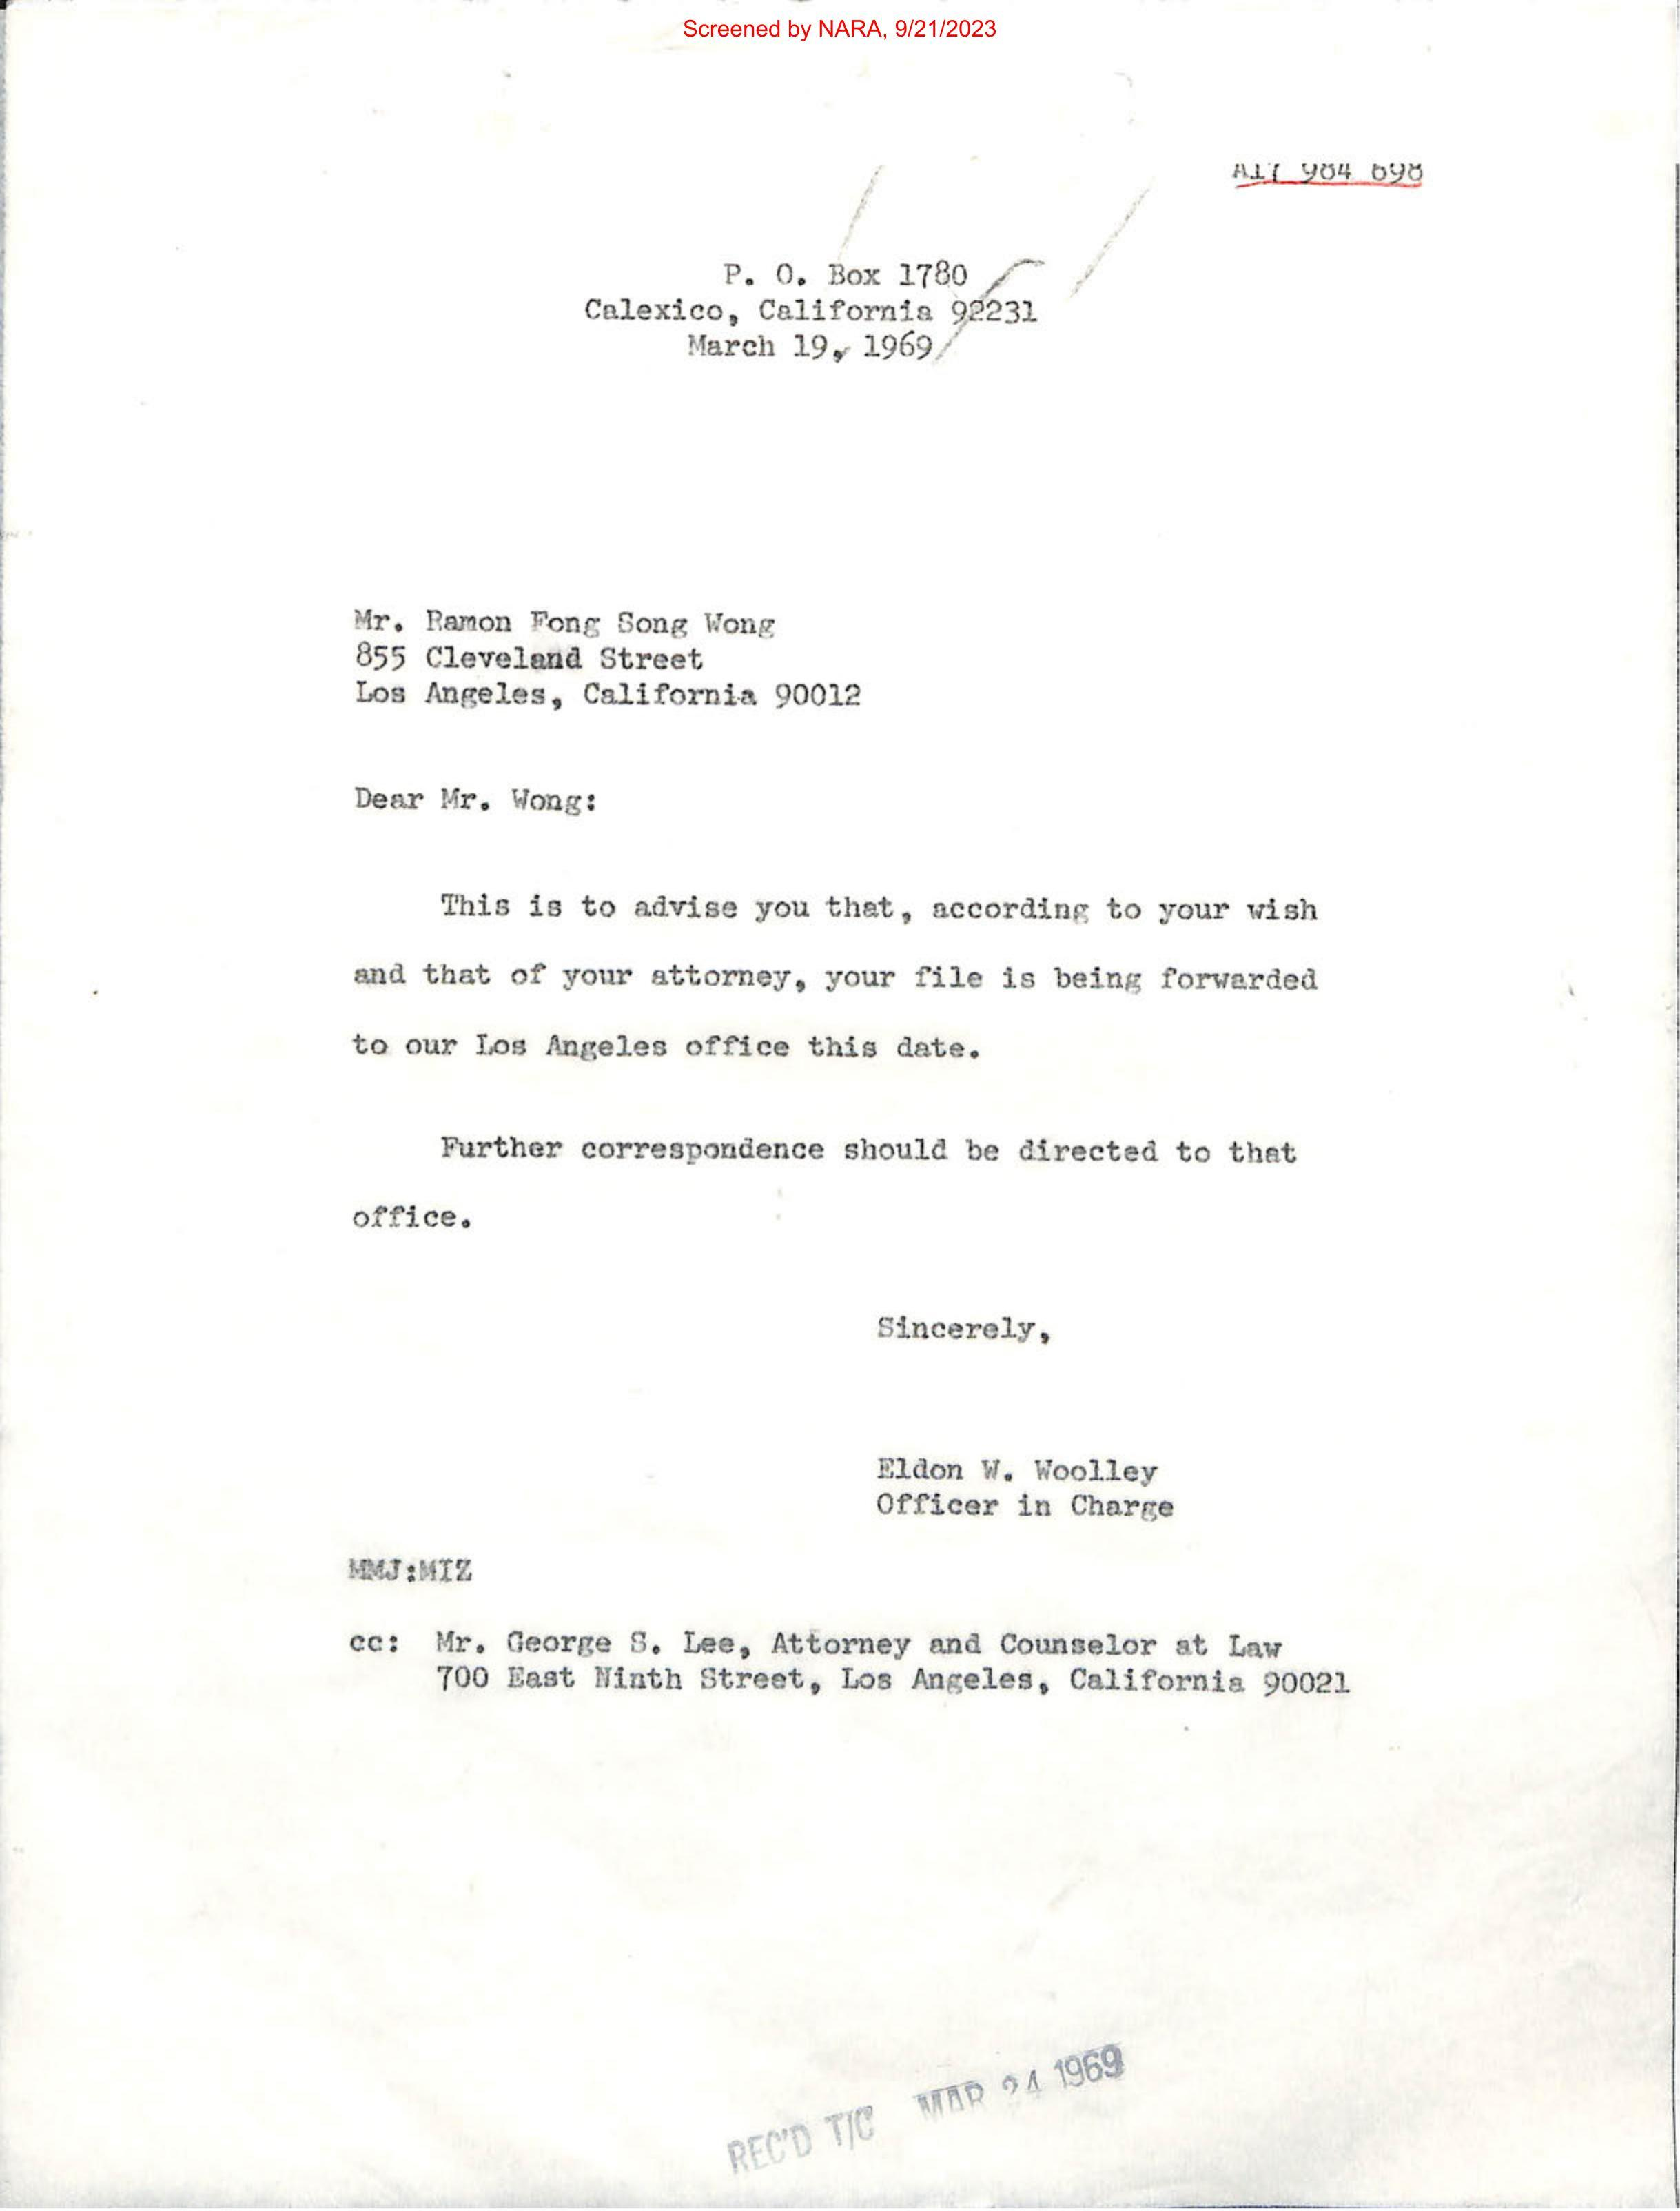 Screened by NARA, 9/21/2023
A17 984 698
P. O. Box 1780
Calexico, California 92231
March 19, 1969
Mr. Ramon Fong Song Wong
855 Cleveland Street
Los Angeles, California 90012
Dear Mr. Wong:
This is to advise you that, according to your wish
and that of your attorney, your file is being forwarded
to our Los Angeles office this date.
Further correspondence should be directed to that
office.
Sincerely,
Eldon W. Woolley
Officer in Charge
MMJ:MIZ
cc: Mr. George S. Lee, Attorney and Counselor at Law
700 East Ninth Street, Los Angeles, California 90021
REC'D T/C MAR 24 1969